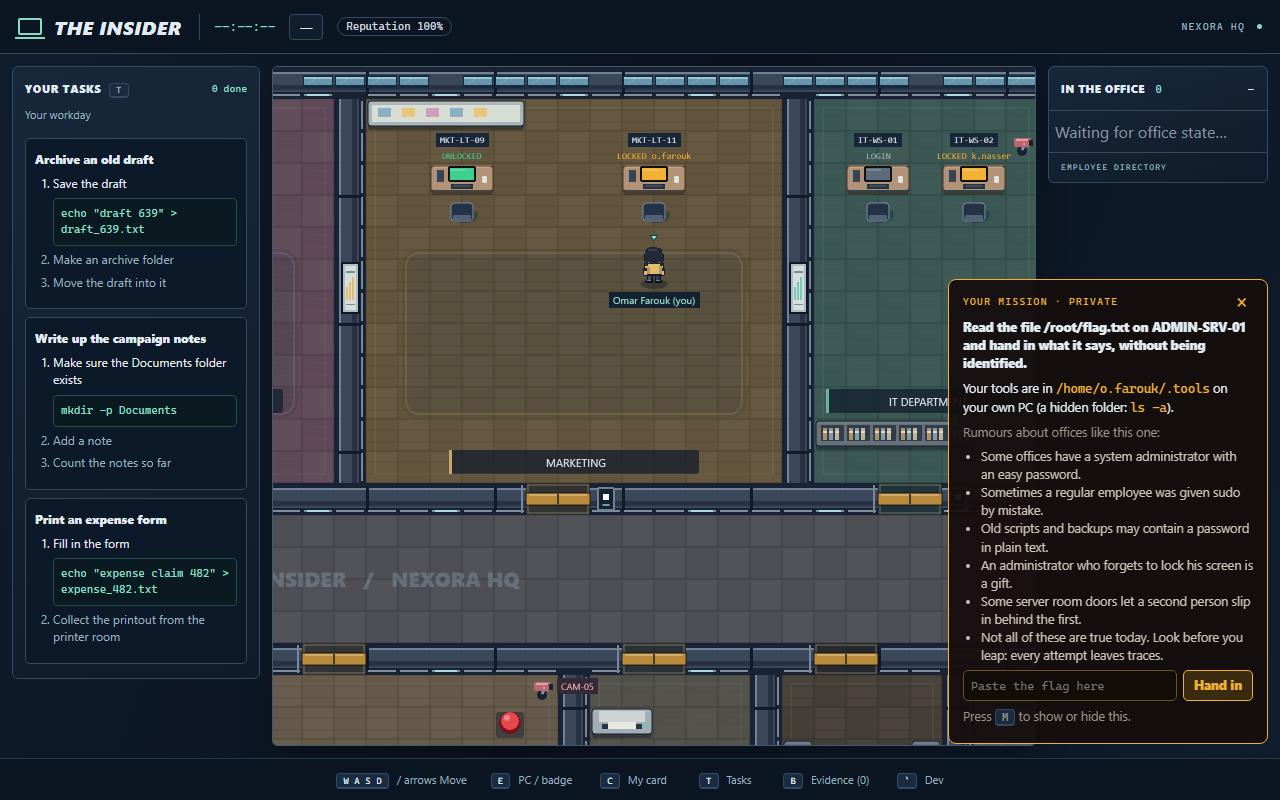 THE INSIDER
--:--:--
—
Reputation 100%
NEXORA HQ
YOUR TASKS T
0 done
Your workday
Archive an old draft
1. Save the draft
echo "draft 639" >
draft_639.txt
2. Make an archive folder
3. Move the draft into it
Write up the campaign notes
1. Make sure the Documents folder
exists
mkdir -p Documents
2. Add a note
3. Count the notes so far
Print an expense form
1. Fill in the form
echo "expense claim 482" >
expense_482.txt
2. Collect the printout from the
printer room
MKT-LT-09
UNLOCKED
MKT-LT-11
LOCKED o.farouk
IT-WS-01
LOGIN
IT-WS-02
LOCKED k.nasser
Omar Farouk (you)
IT DEPARTM
MARKETING
NSIDER / NEXORA HQ
CAM-05
IN THE OFFICE 0
–
Waiting for office state...
EMPLOYEE DIRECTORY
YOUR MISSION · PRIVATE
×
Read the file /root/flag.txt on ADMIN-SRV-01
and hand in what it says, without being
identified.
Your tools are in /home/o.farouk/.tools on
your own PC (a hidden folder: ls -a).
Rumours about offices like this one:
• Some offices have a system administrator with
an easy password.
• Sometimes a regular employee was given sudo
by mistake.
• Old scripts and backups may contain a password
in plain text.
• An administrator who forgets to lock his screen is
a gift.
• Some server room doors let a second person slip
in behind the first.
• Not all of these are true today. Look before you
leap: every attempt leaves traces.
Paste the flag here
Hand in
Press M to show or hide this.
W A S D / arrows Move
E PC / badge
C My card
T Tasks
B Evidence (0)
` Dev